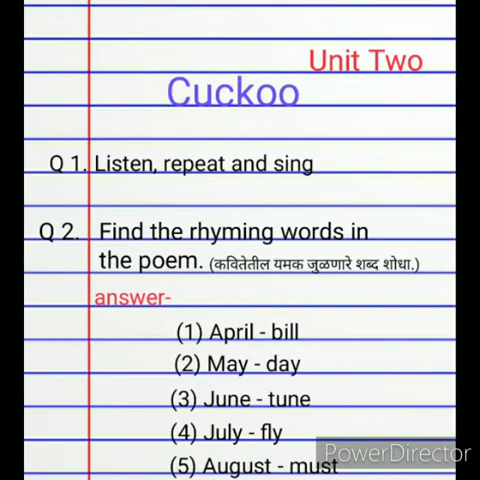 Unit Two
Cuckoo
Q 1. Listen, repeat and sing
Q 2. Find the rhyming words in
the poem. (कवितेतील यमक जुळणारे शब्द शोधा.)
answer-
(1) April - bill
(2) May - day
(3) June - tune
(4) July - fly
(5) August - must
PowerDirector